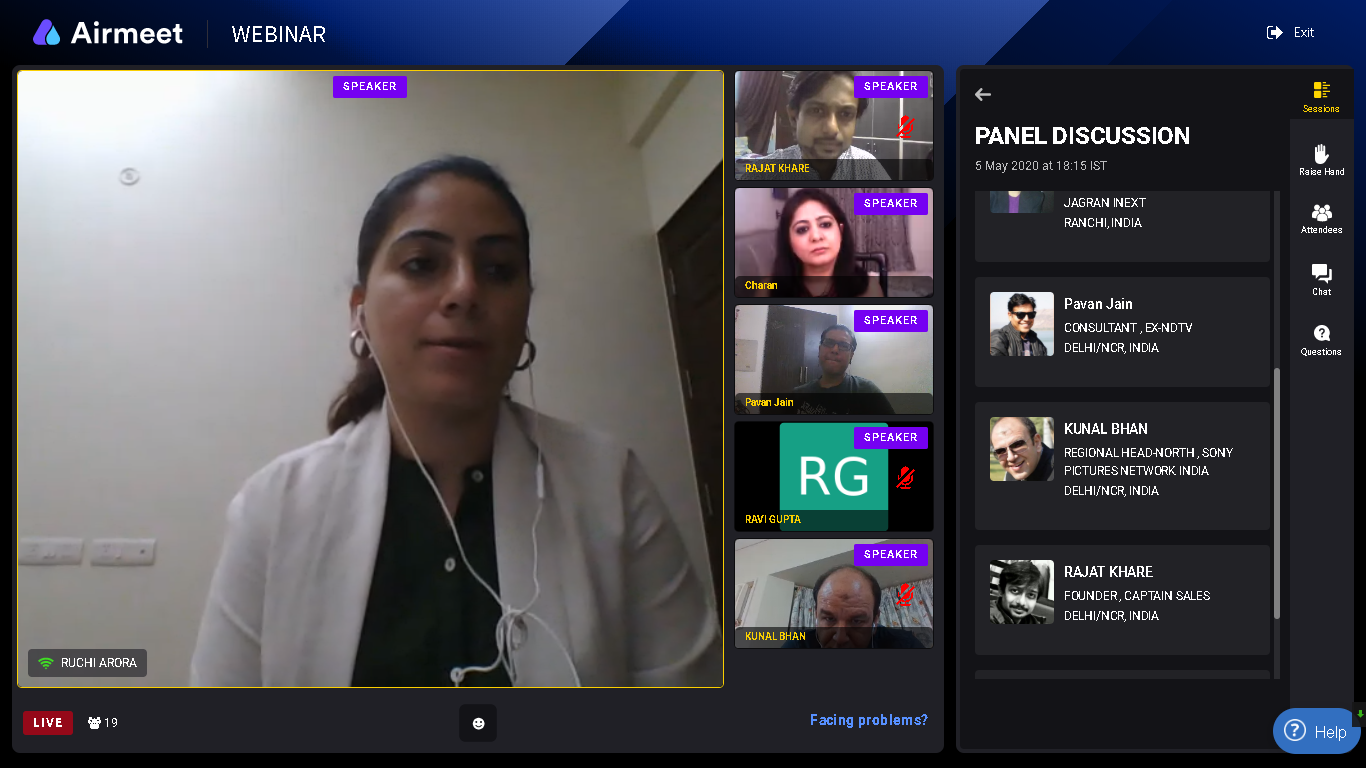 Airmeet
WEBINAR
Exit
SPEAKER
RUCHI ARORA
SPEAKER
RAJAT KHARE
SPEAKER
Charan
SPEAKER
Pavan Jain
SPEAKER
RG
RAVI GUPTA
SPEAKER
KUNAL BHAN
LIVE
19
Facing problems?
PANEL DISCUSSION
5 May 2020 at 18:15 IST
JAGRAN INEXT
RANCHI, INDIA
Pavan Jain
CONSULTANT , EX-NDTV
DELHI/NCR, INDIA
KUNAL BHAN
REGIONAL HEAD-NORTH , SONY
PICTURES NETWORK INDIA
DELHI/NCR, INDIA
RAJAT KHARE
FOUNDER , CAPTAIN SALES
DELHI/NCR, INDIA
Sessions
Raise Hand
Attendees
Chat
Questions
Help